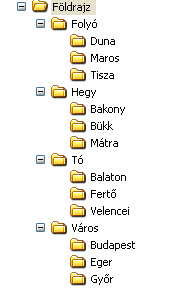 Földrajz
Folyó
Duna
Maros
Tisza
Hegy
Bakony
Bükk
Mátra
Tó
Balaton
Fertő
Velencei
Város
Budapest
Eger
Győr